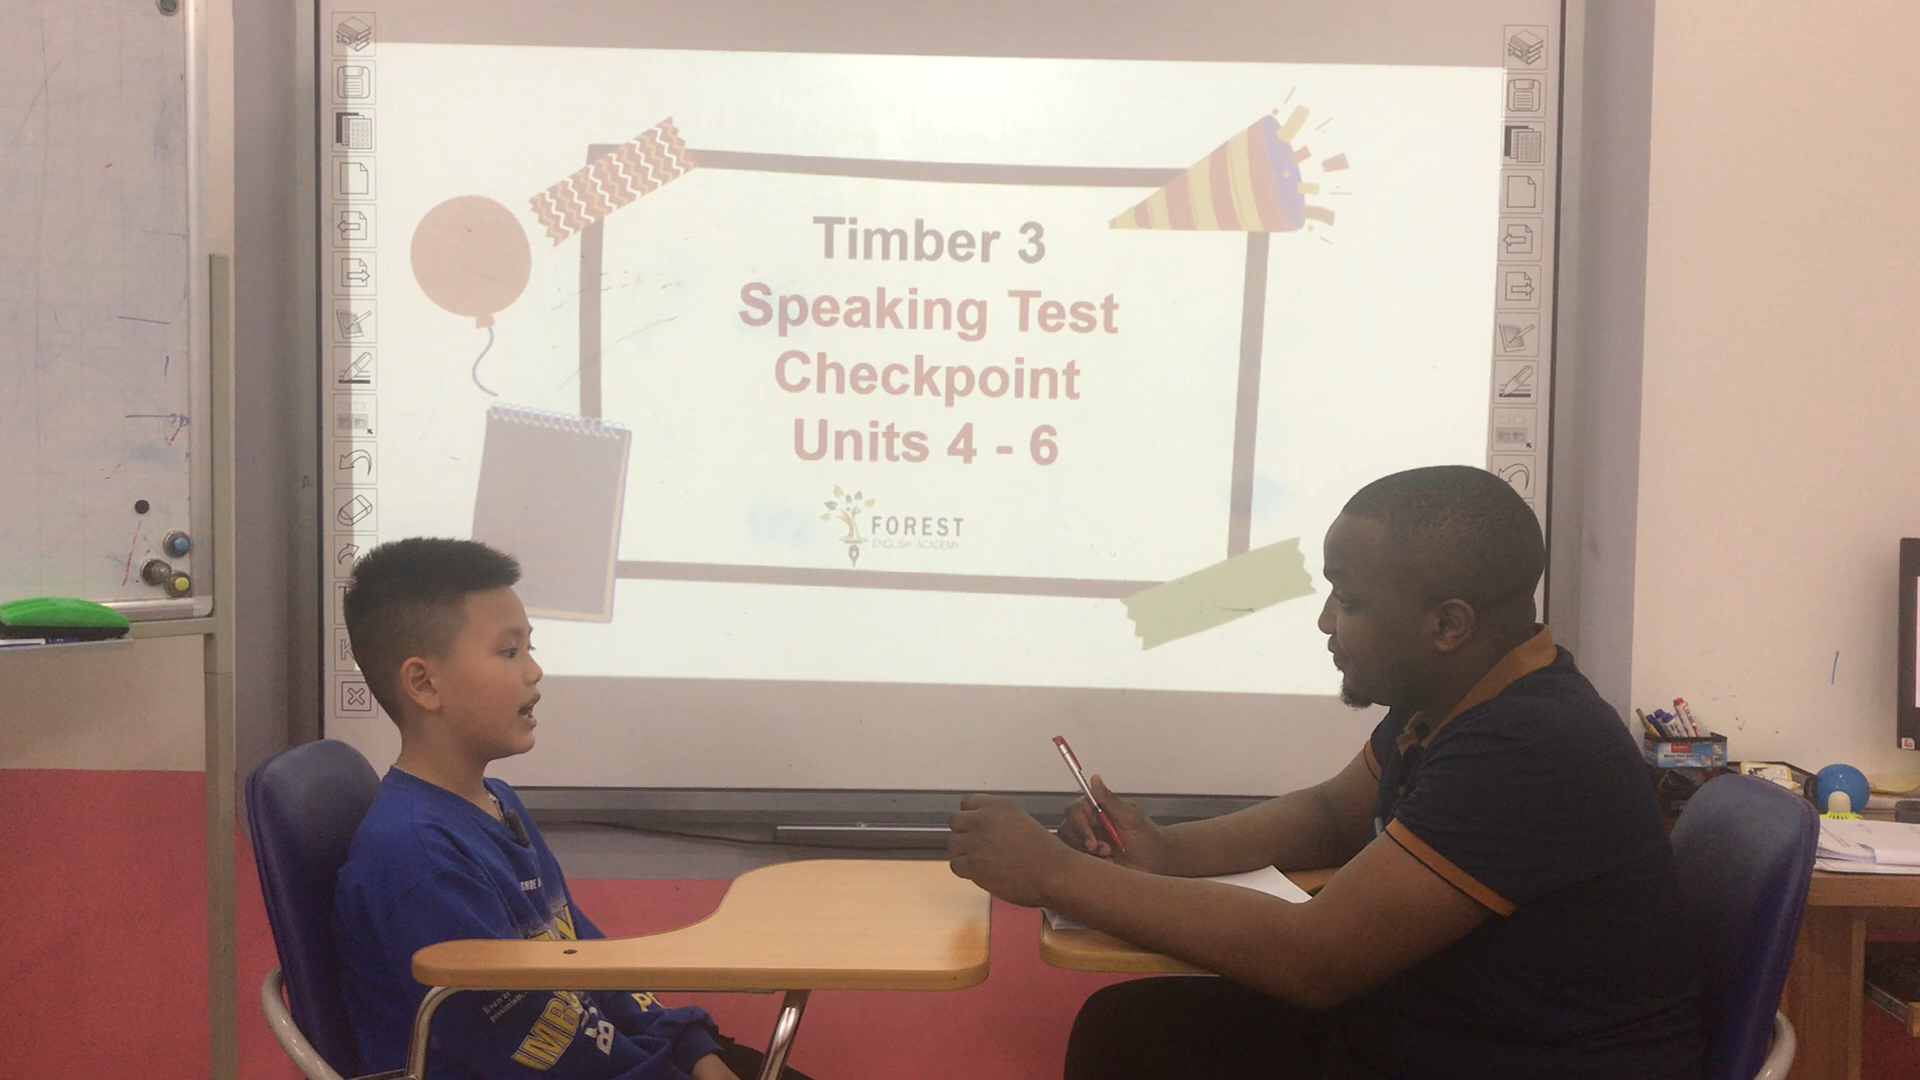 Timber 3
Speaking Test
Checkpoint
Units 4 - 6
FOREST
ENGLISH ACADEMY